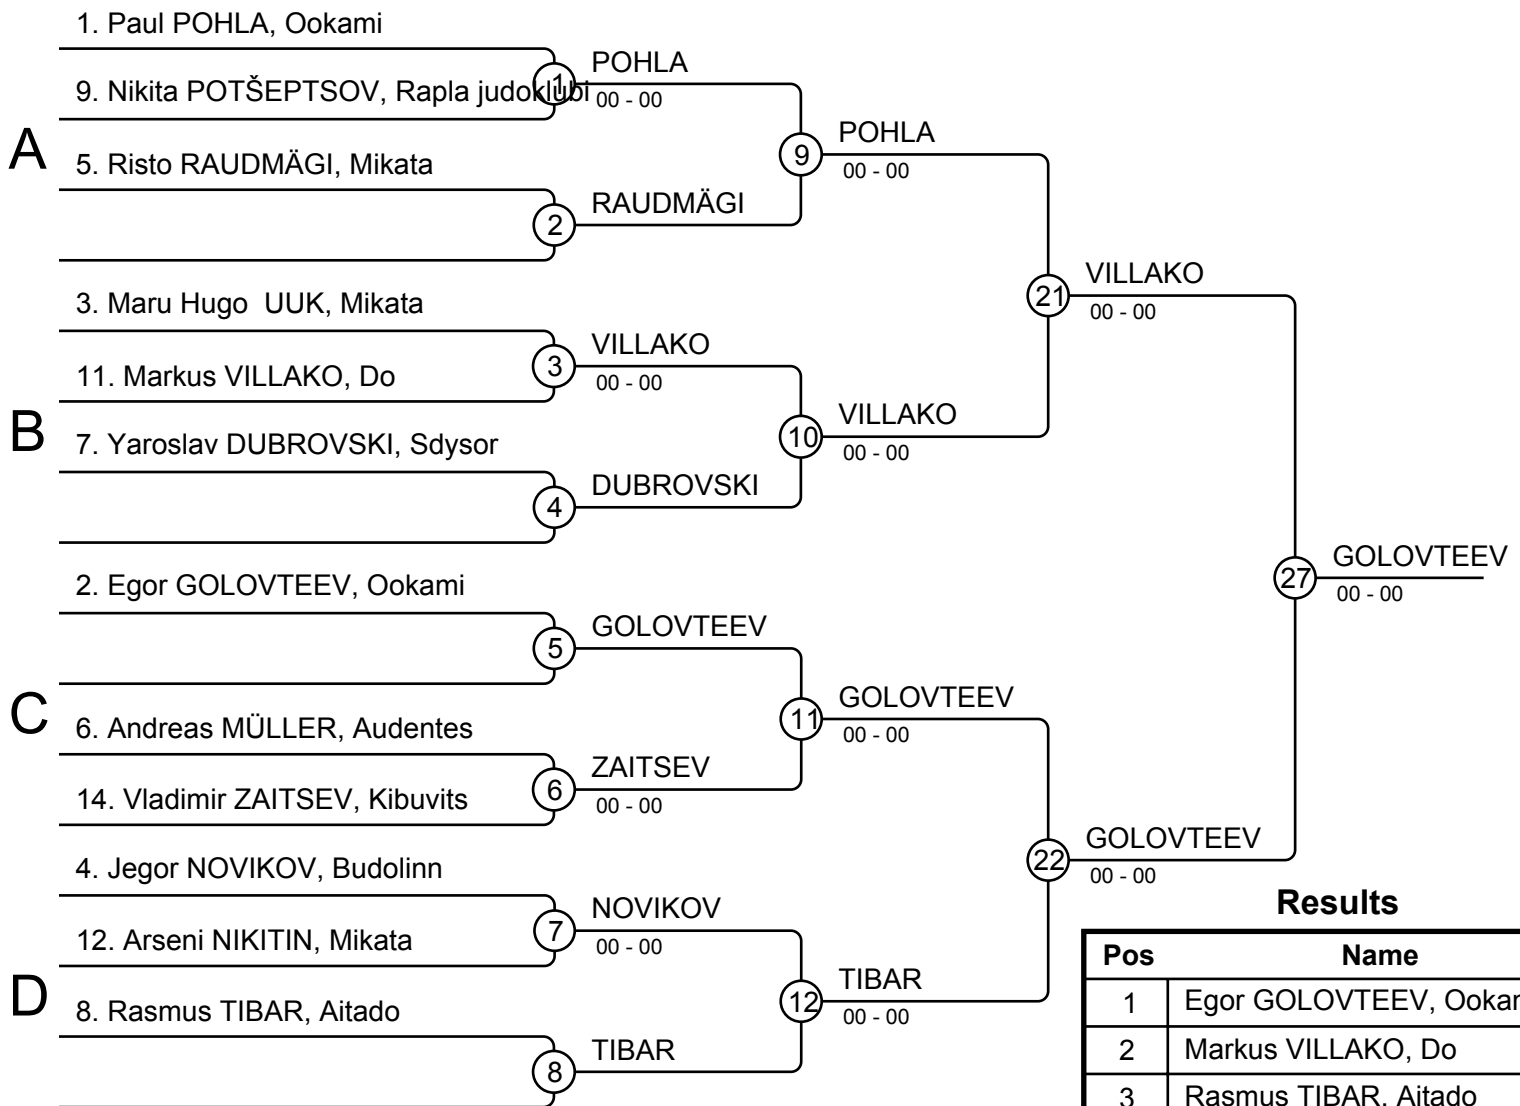 1. Paul POHLA, Ookami
9. Nikita POTŠEPTSOV, Rapla judoklubi
A
5. Risto RAUDMÄGI, Mikata
3. Maru Hugo  UUK, Mikata
11. Markus VILLAKO, Do
B
7. Yaroslav DUBROVSKI, Sdysor
2. Egor GOLOVTEEV, Ookami
C
6. Andreas MÜLLER, Audentes
14. Vladimir ZAITSEV, Kibuvits
4. Jegor NOVIKOV, Budolinn
12. Arseni NIKITIN, Mikata
D
8. Rasmus TIBAR, Aitado
1
POHLA
00 - 00
2
RAUDMÄGI
3
VILLAKO
00 - 00
4
DUBROVSKI
5
GOLOVTEEV
6
ZAITSEV
00 - 00
7
NOVIKOV
00 - 00
8
TIBAR
9
POHLA
00 - 00
10
VILLAKO
00 - 00
11
GOLOVTEEV
00 - 00
12
TIBAR
00 - 00
21
VILLAKO
00 - 00
22
GOLOVTEEV
00 - 00
27
GOLOVTEEV
00 - 00
Results
Pos Name
1 Egor GOLOVTEEV,
2 Markus VILLAKO, Do
3 Rasmus TIBAR, Aitado